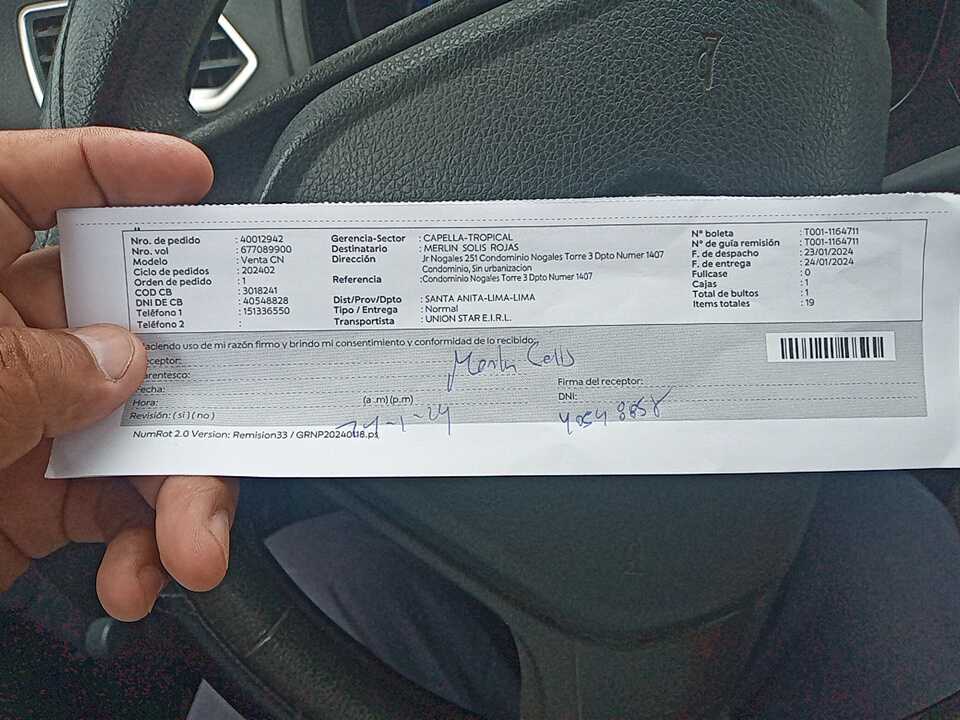 Nro. de pedido : 40012942
Nro. vol : 677089900
Modelo : Venta CN
Ciclo de pedidos : 202402
Orden de pedido : 1
COD CB : 3018241
DNI DE CB : 40548828
Teléfono 1 : 151336550
Teléfono 2 :
Gerencia-Sector : CAPELLA-TROPICAL
Destinatario : MERLIN SOLIS ROJAS
Dirección : Jr Nogales 251 Condominio Nogales Torre 3 Dpto Numer 1407
Condominio, Sin urbanizacion
Referencia : Condominio Nogales Torre 3 Dpto Numer 1407
Dist/Prov/Dpto : SANTA ANITA-LIMA-LIMA
Tipo / Entrega : Normal
Transportista : UNION STAR E.I.R.L.
N° boleta : T001-1164711
N° de guía remisión : T001-1164711
F. de despacho : 23/01/2024
F. de entrega : 24/01/2024
Fullcase : 0
Cajas : 1
Total de bultos : 1
Items totales : 19
Haciendo uso de mi razón firmo y brindo mi consentimiento y conformidad de lo recibido.
Receptor:
Parentesco:
Fecha:
Hora: (a .m) (p.m)
Revisión: ( si ) ( no )
Firma del receptor:
DNI:
NumRot 2.0 Version: Remision33 / GRNP20240118.ps